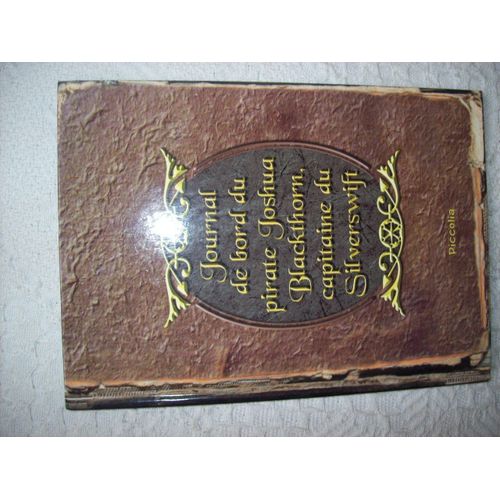 Journal
de bord du
pirate Joshua
Blackthorn,
capitaine du
Silverswift
Piccolia